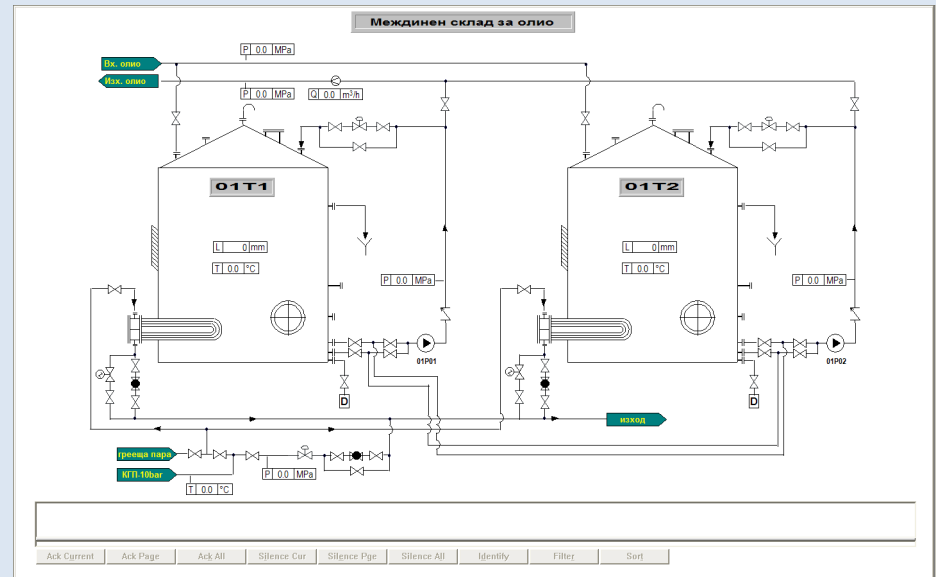 Междинен склад за олио
P 0.0 MPa
Вх. олио
Изх. олио
P 0.0 MPa
Q 0.0 m³/h
01T1
01T2
L 0 mm
L 0 mm
T 0.0 °C
T 0.0 °C
P 0.0 MPa
P 0.0 MPa
01P01
01P02
D
D
изход
грееща пара
КГП-10bar
P 0.0 MPa
T 0.0 °C
Ack Current Ack Page Ack All Silence Cur Silence Pge Silence All Identify Filter Sort